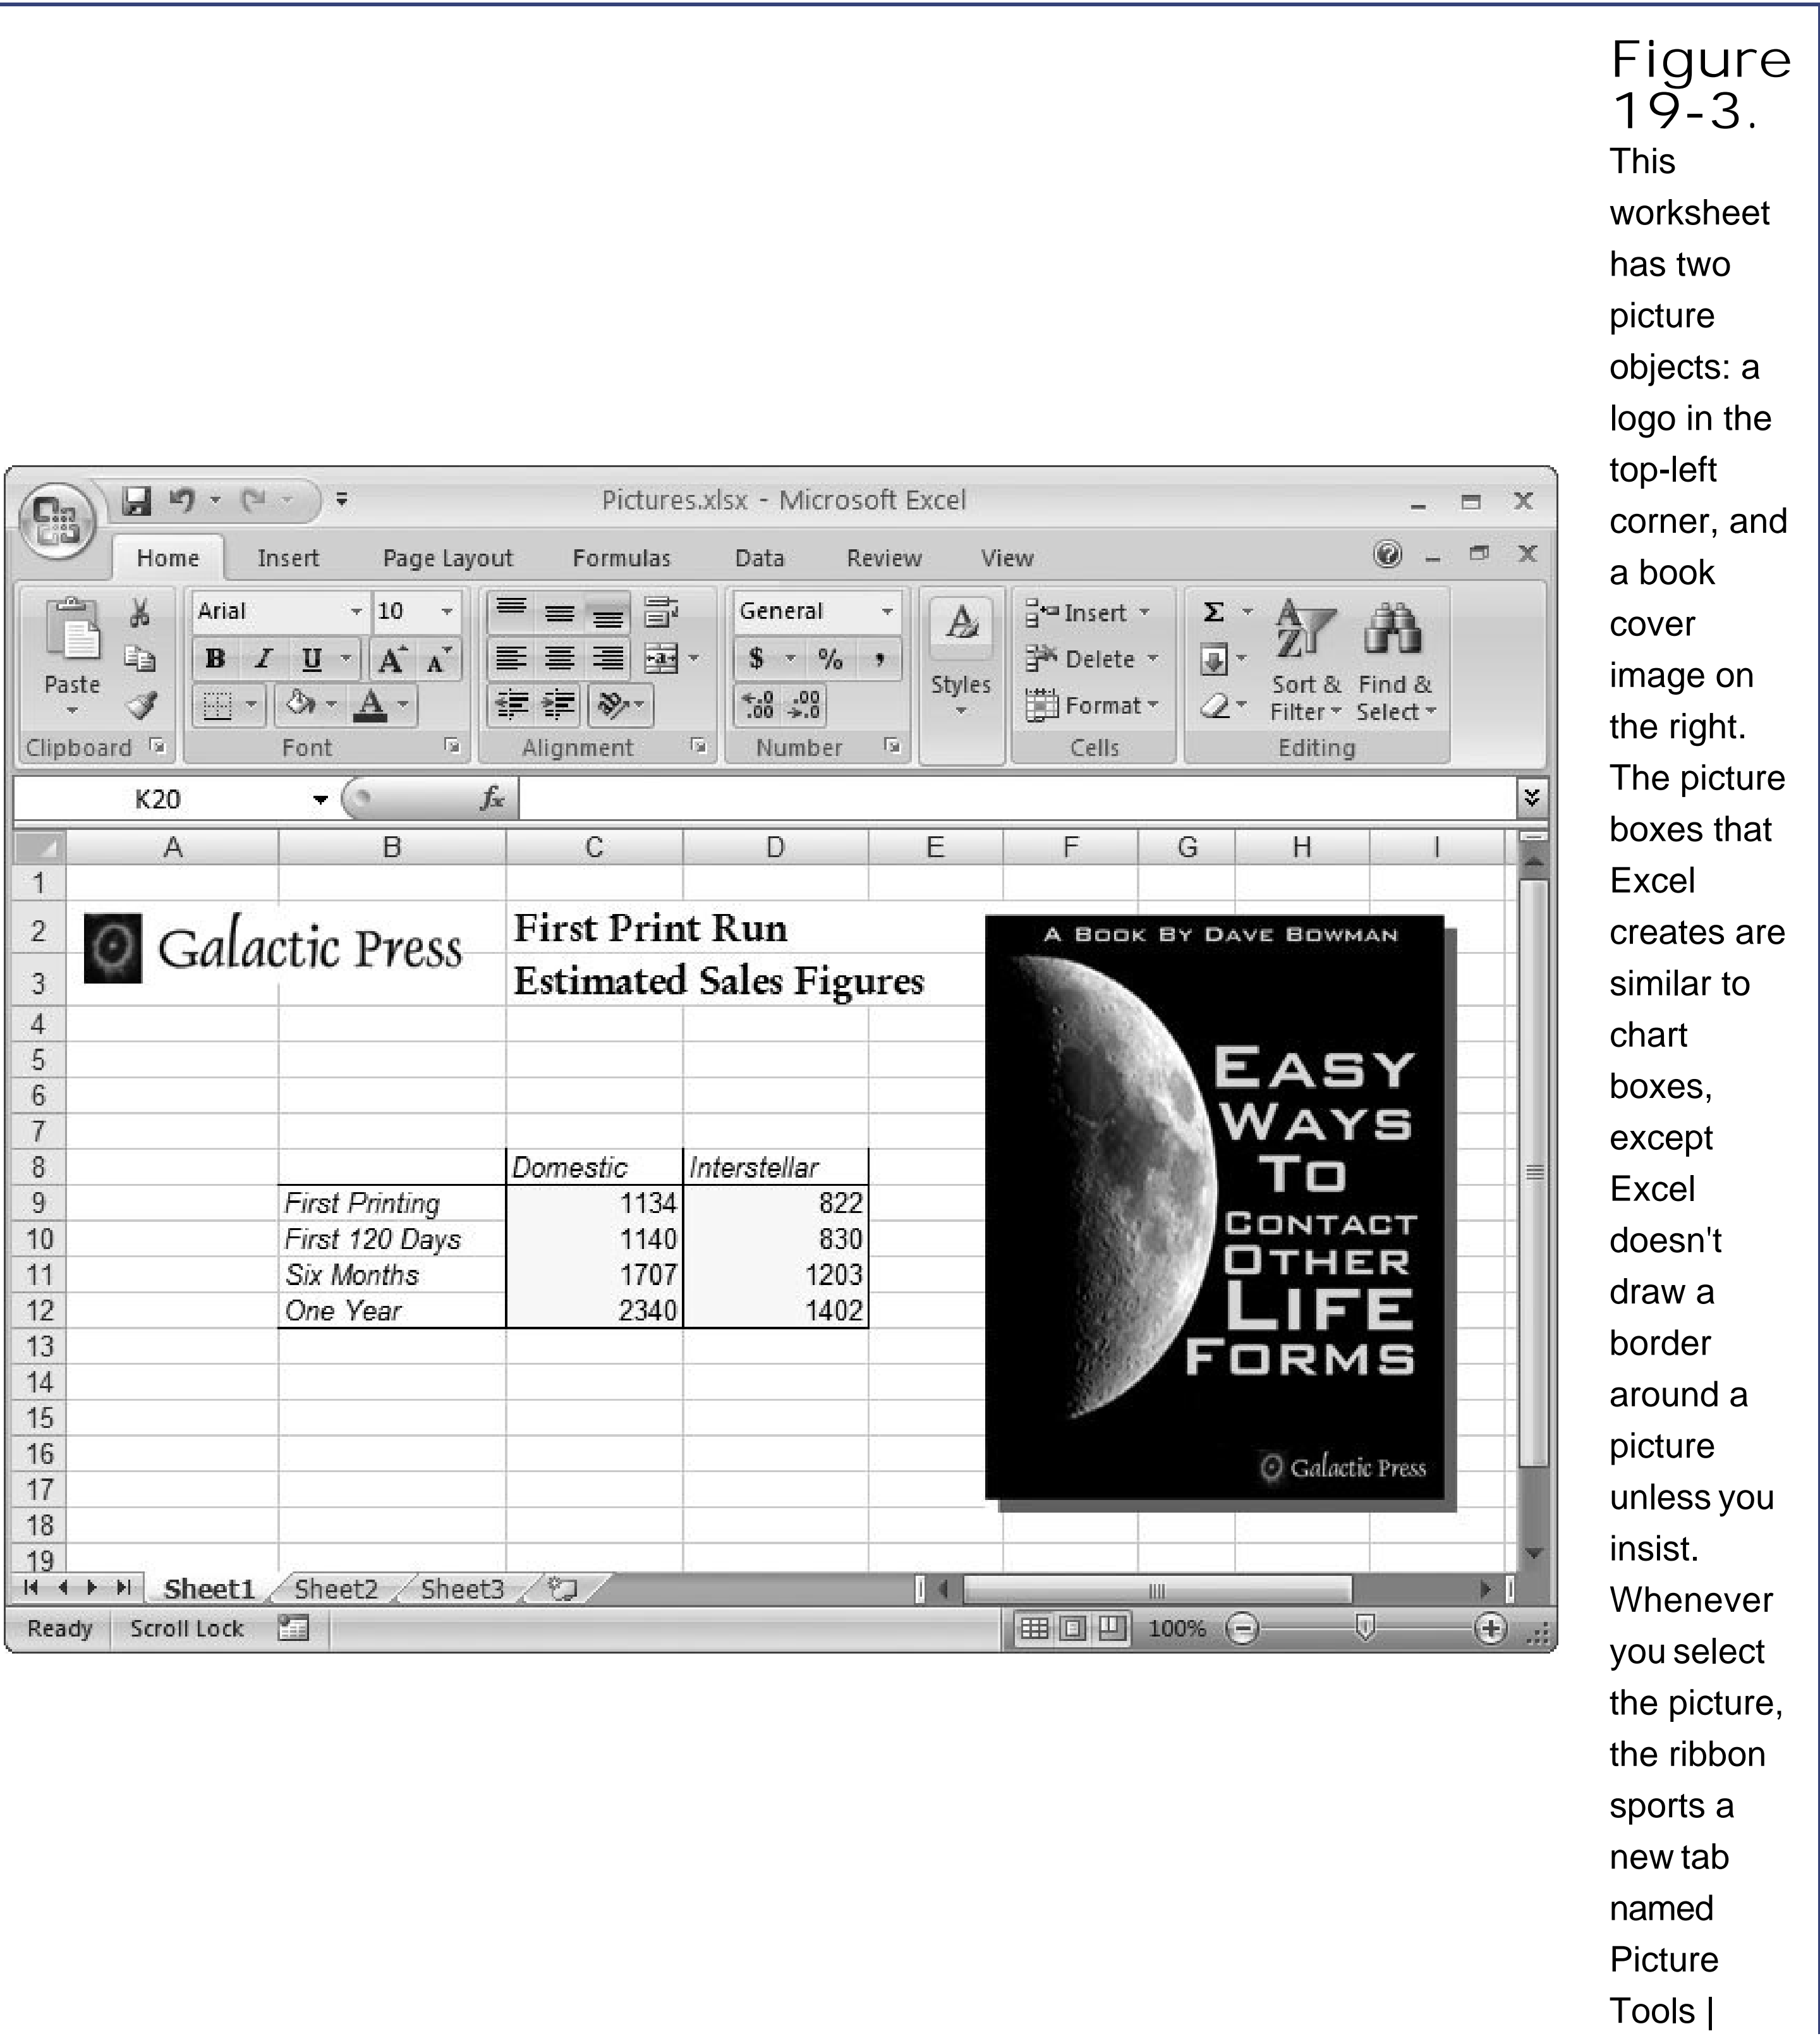 Pictures.xlsx - Microsoft Excel
Home Insert Page Layout Formulas Data Review View
Paste
Clipboard
Arial 10
B I U A A
A
Font
Alignment
General
$ % ,
.0 .00
.00 .0
Number
A
Styles
Insert
Delete
Format
Cells
Σ
A
Z
Sort &
Filter
Find &
Select
Editing
K20 fx
A B C D E F G H I
1
2
3
4
5
6
7
8
9
10
11
12
13
14
15
16
17
18
19
Galactic Press
First Print Run
Estimated Sales Figures
Domestic Interstellar
First Printing 1134 822
First 120 Days 1140 830
Six Months 1707 1203
One Year 2340 1402
A BOOK BY DAVE BOWMAN
EASY
WAYS
TO
CONTACT
OTHER
LIFE
FORMS
Galactic Press
Sheet1 Sheet2 Sheet3
Ready Scroll Lock 100%
Figure
19-3.
This
worksheet
has two
picture
objects: a
logo in the
top-left
corner, and
a book
cover
image on
the right.
The picture
boxes that
Excel
creates are
similar to
chart
boxes,
except
Excel
doesn't
draw a
border
around a
picture
unless you
insist.
Whenever
you select
the picture,
the ribbon
sports a
new tab
named
Picture
Tools |